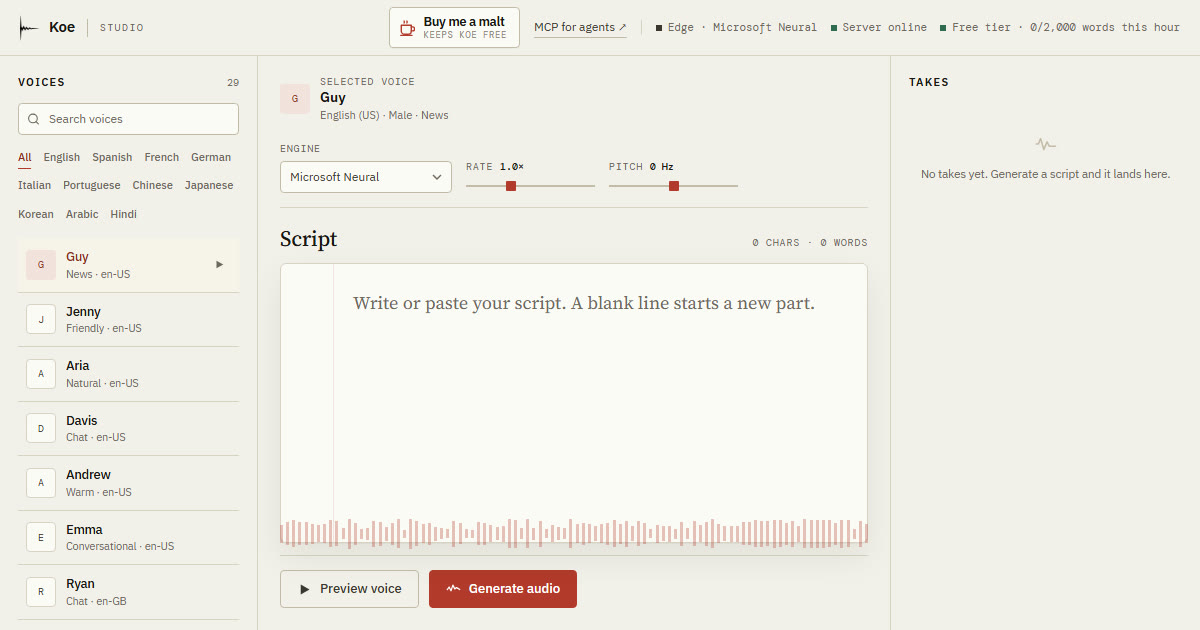 Koe
STUDIO
Buy me a malt
KEEPS KOE FREE
MCP for agents ↗
Edge · Microsoft Neural
Server online
Free tier · 0/2,000 words this hour
VOICES
29
Search voices
All English Spanish French German
Italian Portuguese Chinese Japanese
Korean Arabic Hindi
G
Guy
News · en-US
J
Jenny
Friendly · en-US
A
Aria
Natural · en-US
D
Davis
Chat · en-US
A
Andrew
Warm · en-US
E
Emma
Conversational · en-US
R
Ryan
Chat · en-GB
G
SELECTED VOICE
Guy
English (US) · Male · News
ENGINE
Microsoft Neural
RATE 1.0×
PITCH 0 Hz
Script
0 CHARS · 0 WORDS
Write or paste your script. A blank line starts a new part.
Preview voice
Generate audio
TAKES
No takes yet. Generate a script and it lands here.